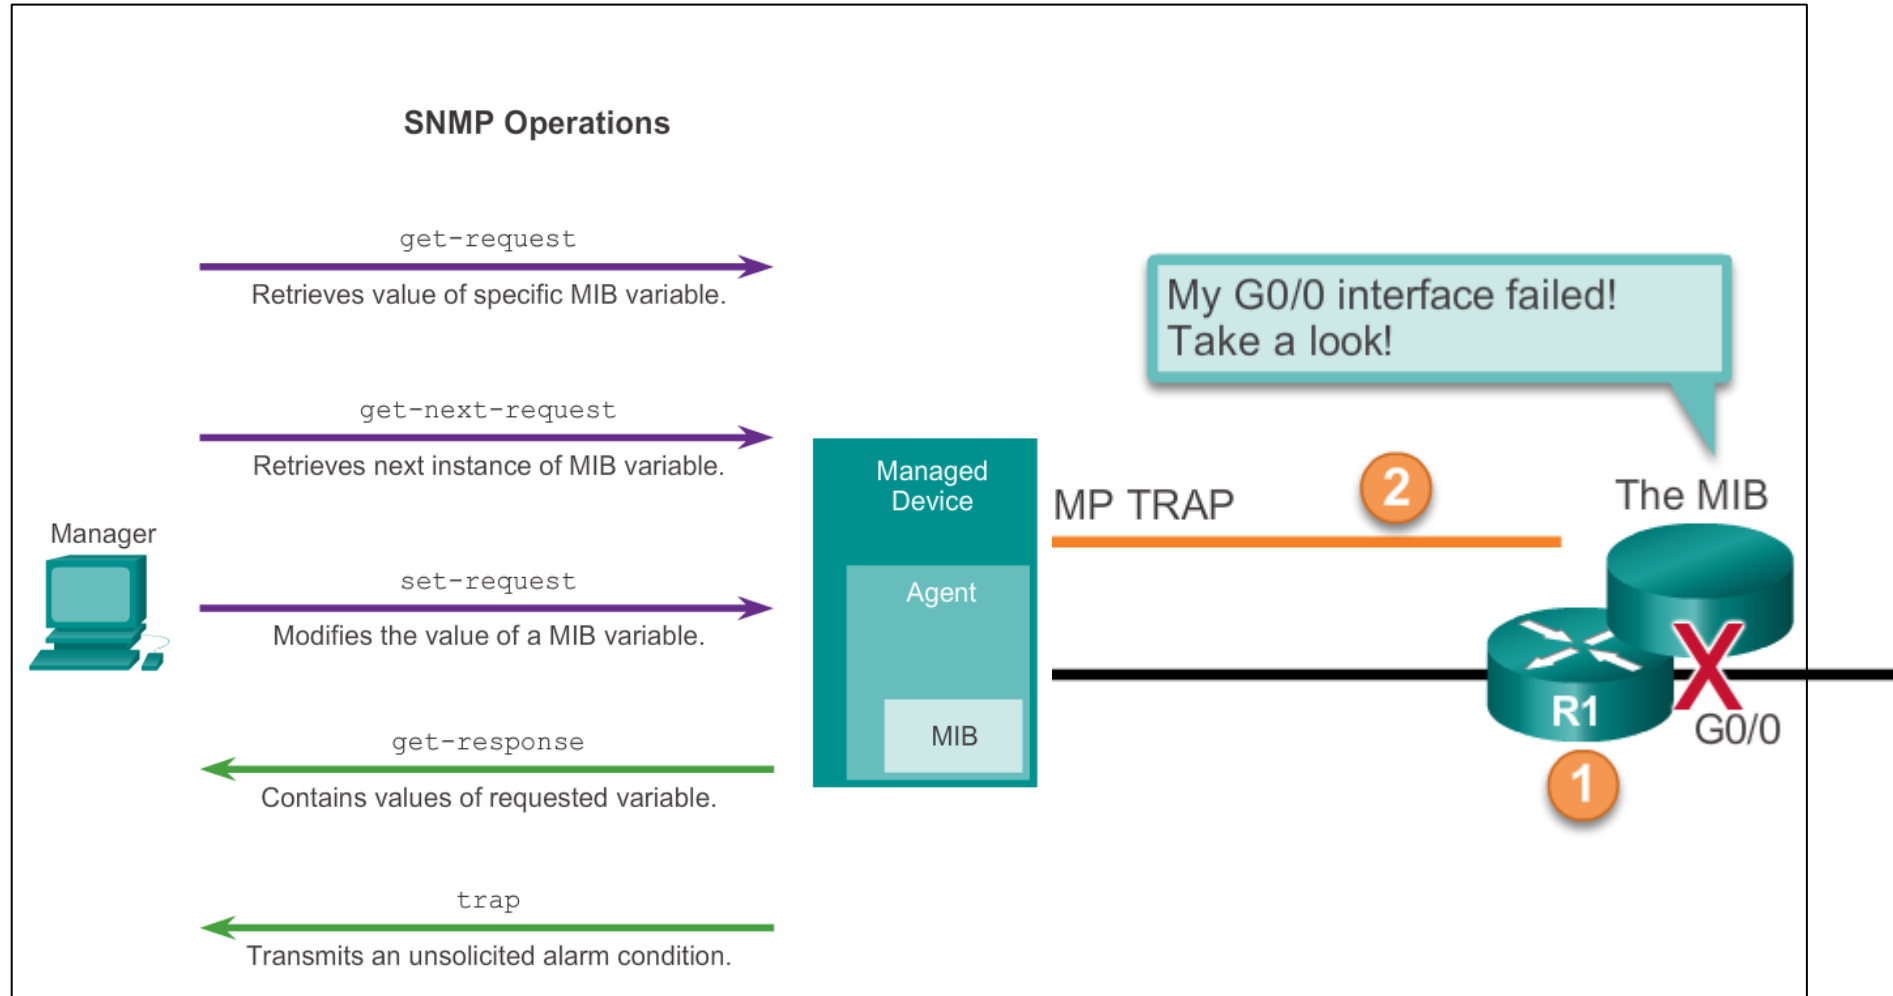 SNMP Operations
get-request
Retrieves value of specific MIB variable.
get-next-request
Retrieves next instance of MIB variable.
Manager
set-request
Modifies the value of a MIB variable.
get-response
Contains values of requested variable.
trap
Transmits an unsolicited alarm condition.
Managed
Device
Agent
MIB
My G0/0 interface failed!
Take a look!
MP TRAP
2
The MIB
R1
G0/0
1